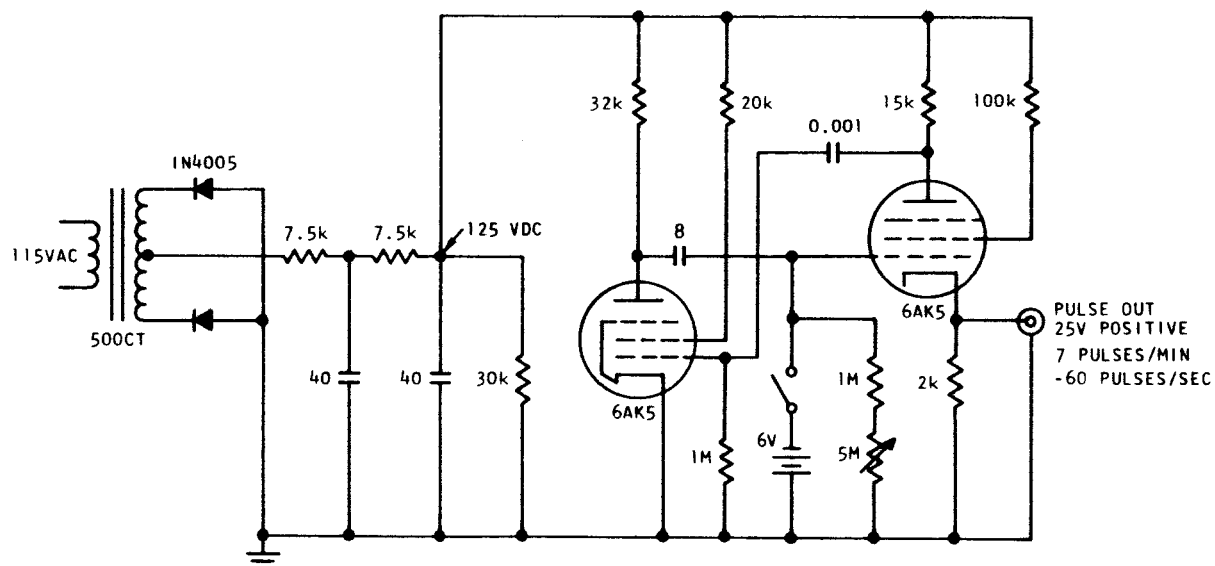 32k
20k
15k
100k
0.001
1N4005
7.5k
7.5k
125 VDC
8
115VAC
500CT
6AK5
PULSE OUT
25V POSITIVE
7 PULSES/MIN
-60 PULSES/SEC
40
40
30k
6AK5
1M
2k
1M
6V
5M